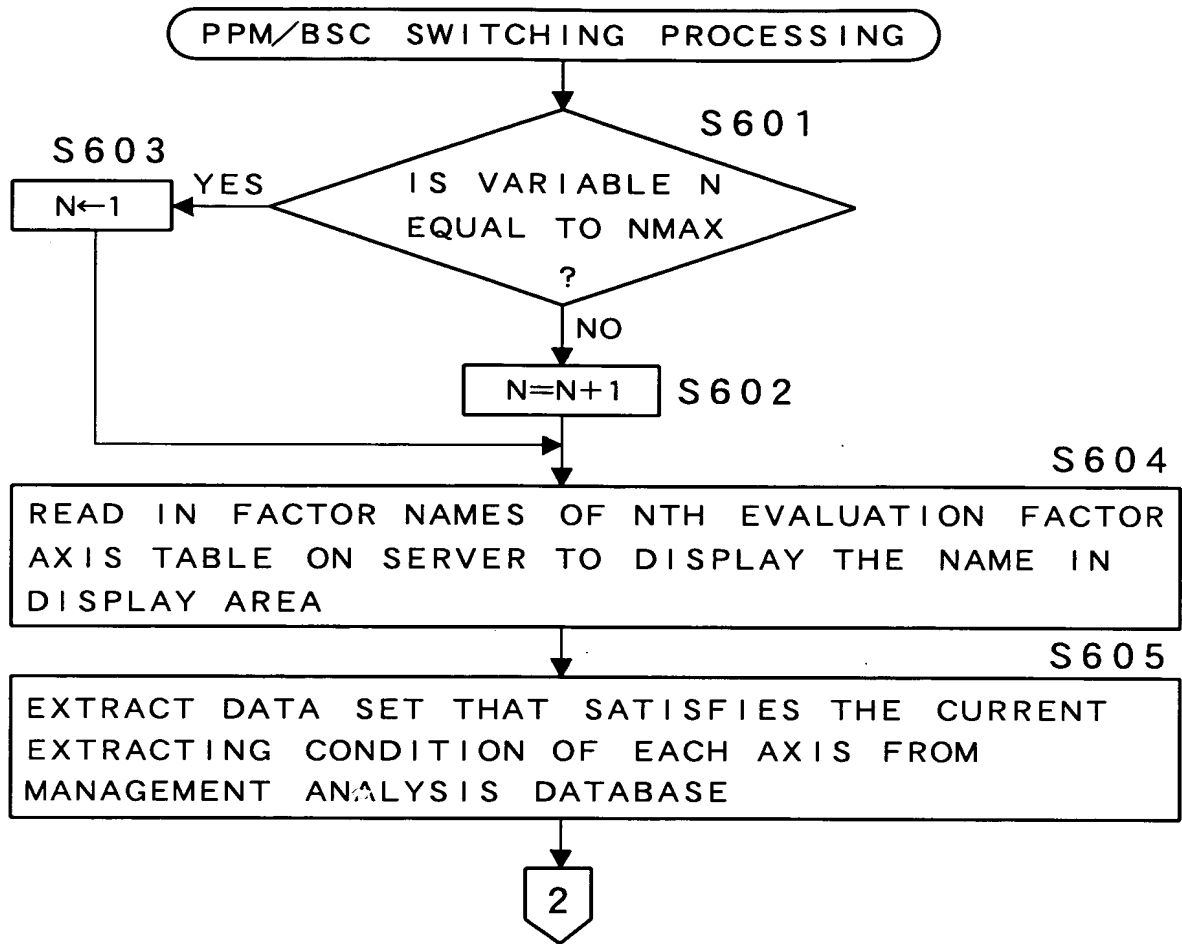 PPM/BSC SWITCHING PROCESSING
S601
S603
IS VARIABLE N
EQUAL TO NMAX
?
YES
N←1
NO
N=N+1
S602
S604
READ IN FACTOR NAMES OF NTH EVALUATION FACTOR
AXIS TABLE ON SERVER TO DISPLAY THE NAME IN
DISPLAY AREA
S605
EXTRACT DATA SET THAT SATISFIES THE CURRENT
EXTRACTING CONDITION OF EACH AXIS FROM
MANAGEMENT ANALYSIS DATABASE
2